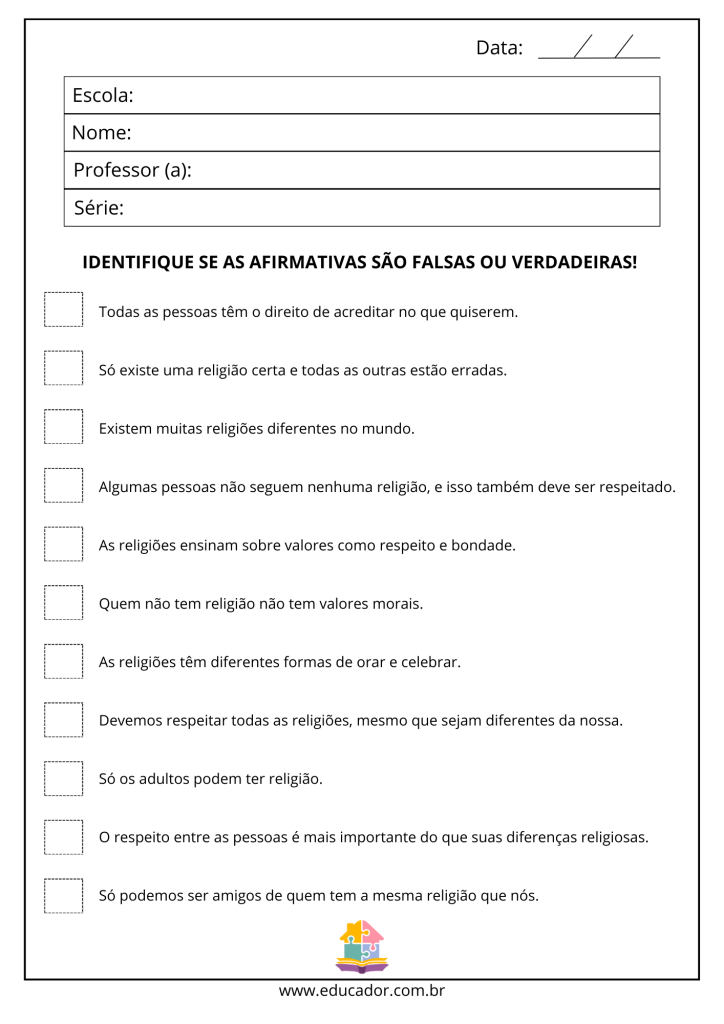 Data: ___/___/___
Escola:
Nome:
Professor (a):
Série:
IDENTIFIQUE SE AS AFIRMATIVAS SÃO FALSAS OU VERDADEIRAS!
Todas as pessoas têm o direito de acreditar no que quiserem.
Só existe uma religião certa e todas as outras estão erradas.
Existem muitas religiões diferentes no mundo.
Algumas pessoas não seguem nenhuma religião, e isso também deve ser respeitado.
As religiões ensinam sobre valores como respeito e bondade.
Quem não tem religião não tem valores morais.
As religiões têm diferentes formas de orar e celebrar.
Devemos respeitar todas as religiões, mesmo que sejam diferentes da nossa.
Só os adultos podem ter religião.
O respeito entre as pessoas é mais importante do que suas diferenças religiosas.
Só podemos ser amigos de quem tem a mesma religião que nós.
www.educador.com.br